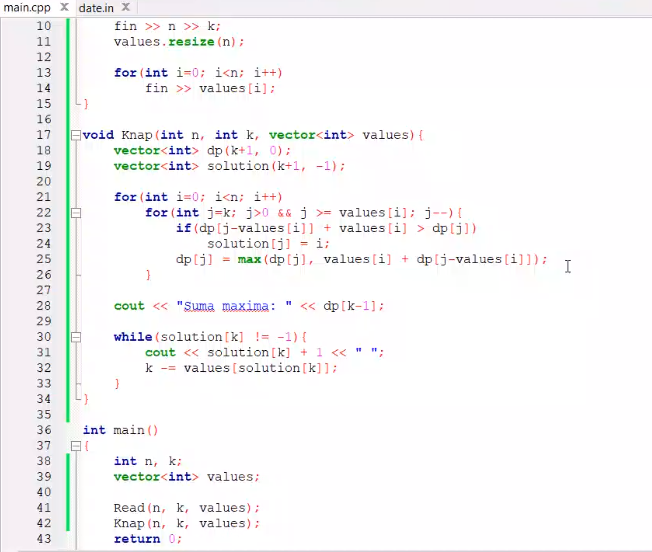 main.cpp X date.in X
10 fin >> n >> k;
11 values.resize(n);
12
13 for(int i=0; i<n; i++)
14 fin >> values[i];
15 }
16
17 void Knap(int n, int k, vector<int> values){
18 vector<int> dp(k+1, 0);
19 vector<int> solution(k+1, -1);
20
21 for(int i=0; i<n; i++)
22 for(int j=k; j>0 && j >= values[i]; j--){
23 if(dp[j-values[i]] + values[i] > dp[j])
24 solution[j] = i;
25 dp[j] = max(dp[j], values[i] + dp[j-values[i]]);
26 }
27
28 cout << "Suma maxima: " << dp[k-1];
29
30 while(solution[k] != -1){
31 cout << solution[k] + 1 << " ";
32 k -= values[solution[k]];
33 }
34 }
35
36 int main()
37 {
38 int n, k;
39 vector<int> values;
40
41 Read(n, k, values);
42 Knap(n, k, values);
43 return 0;